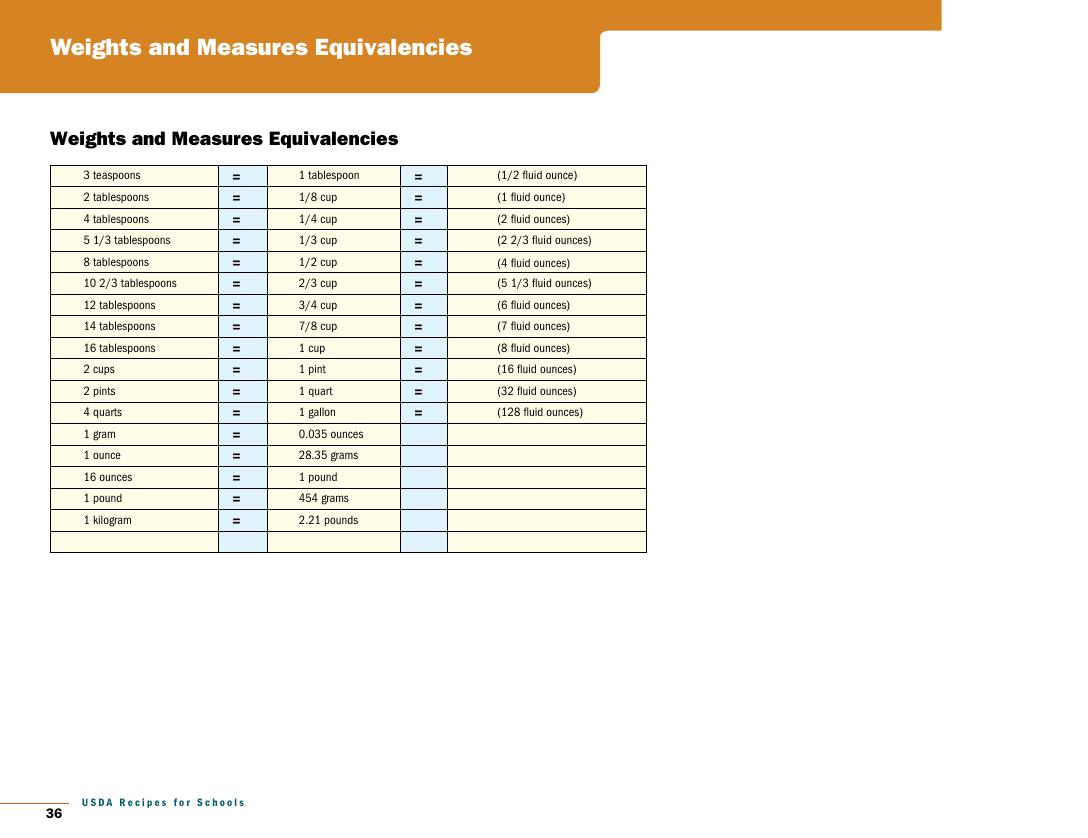 Weights and Measures Equivalencies
Weights and Measures Equivalencies
3 teaspoons = 1 tablespoon = (1/2 fluid ounce)
2 tablespoons = 1/8 cup = (1 fluid ounce)
4 tablespoons = 1/4 cup = (2 fluid ounces)
5 1/3 tablespoons = 1/3 cup = (2 2/3 fluid ounces)
8 tablespoons = 1/2 cup = (4 fluid ounces)
10 2/3 tablespoons = 2/3 cup = (5 1/3 fluid ounces)
12 tablespoons = 3/4 cup = (6 fluid ounces)
14 tablespoons = 7/8 cup = (7 fluid ounces)
16 tablespoons = 1 cup = (8 fluid ounces)
2 cups = 1 pint = (16 fluid ounces)
2 pints = 1 quart = (32 fluid ounces)
4 quarts = 1 gallon = (128 fluid ounces)
1 gram = 0.035 ounces
1 ounce = 28.35 grams
16 ounces = 1 pound
1 pound = 454 grams
1 kilogram = 2.21 pounds
USDA Recipes for Schools
36